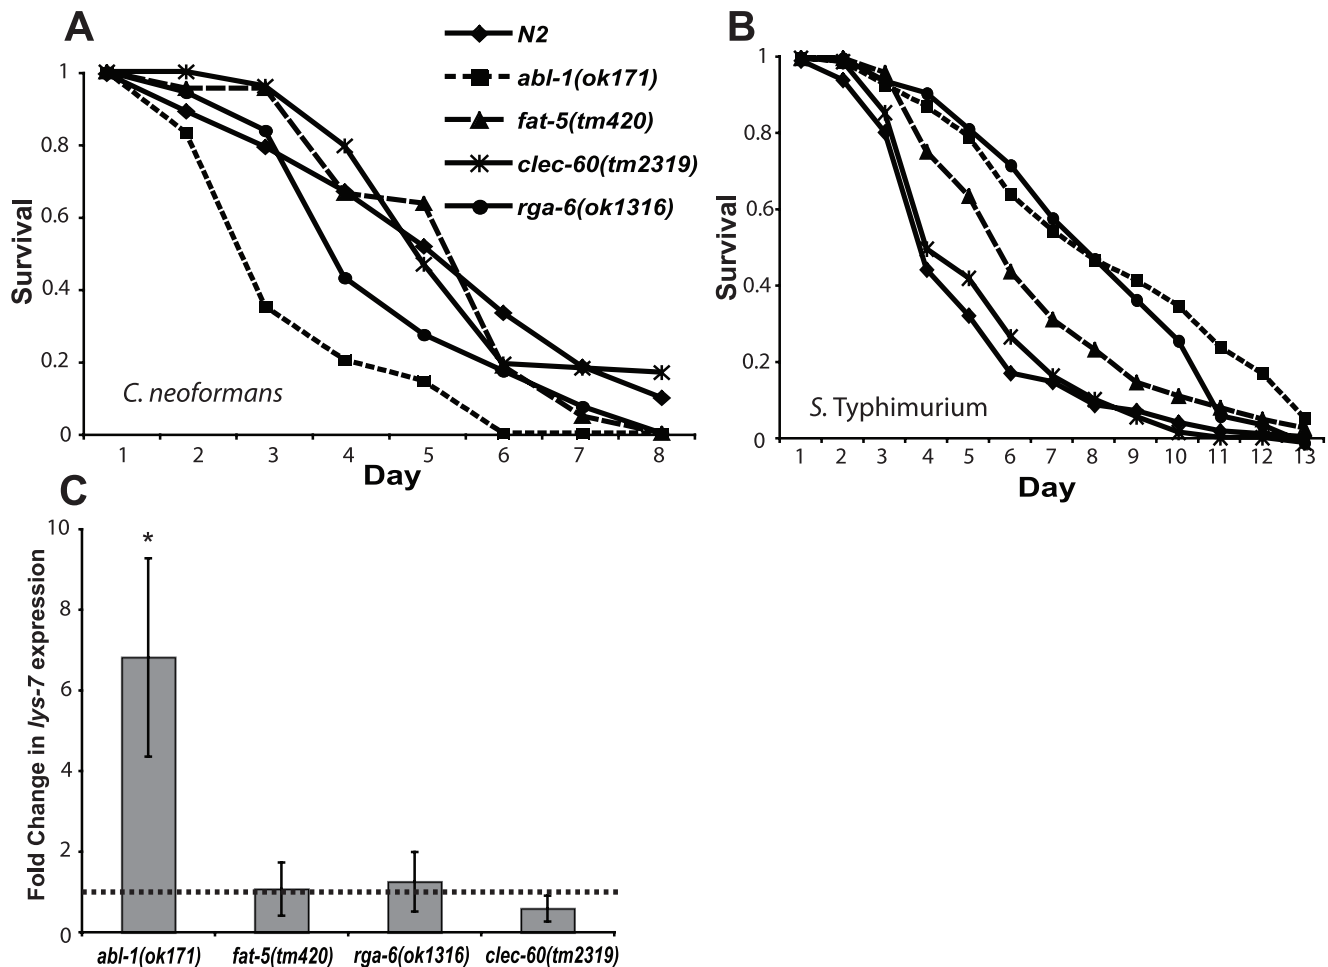 A
N2
abl-1(ok171)
fat-5(tm420)
clec-60(tm2319)
rga-6(ok1316)
1
0.8
0.6
0.4
0.2
0
Survival
C. neoformans
1 2 3 4 5 6 7 8
Day
B
1
0.8
0.6
0.4
0.2
0
Survival
S. Typhimurium
1 2 3 4 5 6 7 8 9 10 11 12 13
Day
C
10
8
6
4
2
0
Fold Change in lys-7 expression
*
abl-1(ok171) fat-5(tm420) rga-6(ok1316) clec-60(tm2319)